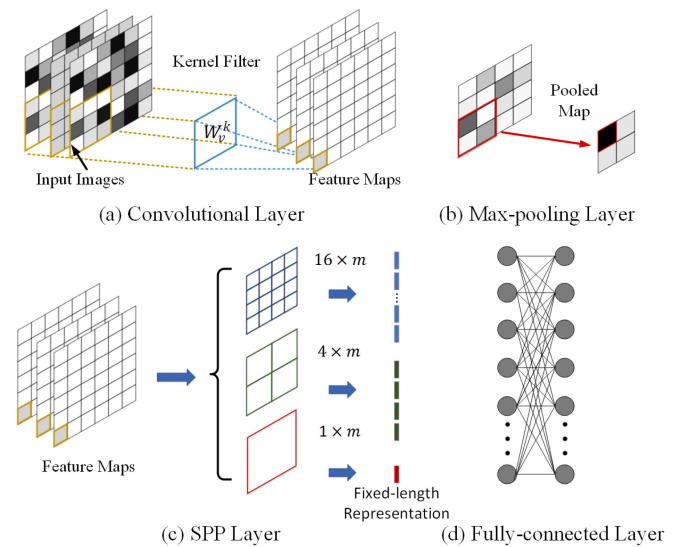 Kernel Filter
W_v^k
Input Images
Feature Maps
(a) Convolutional Layer
Pooled
Map
(b) Max-pooling Layer
16 × m
4 × m
1 × m
Feature Maps
Fixed-length
Representation
(c) SPP Layer
(d) Fully-connected Layer